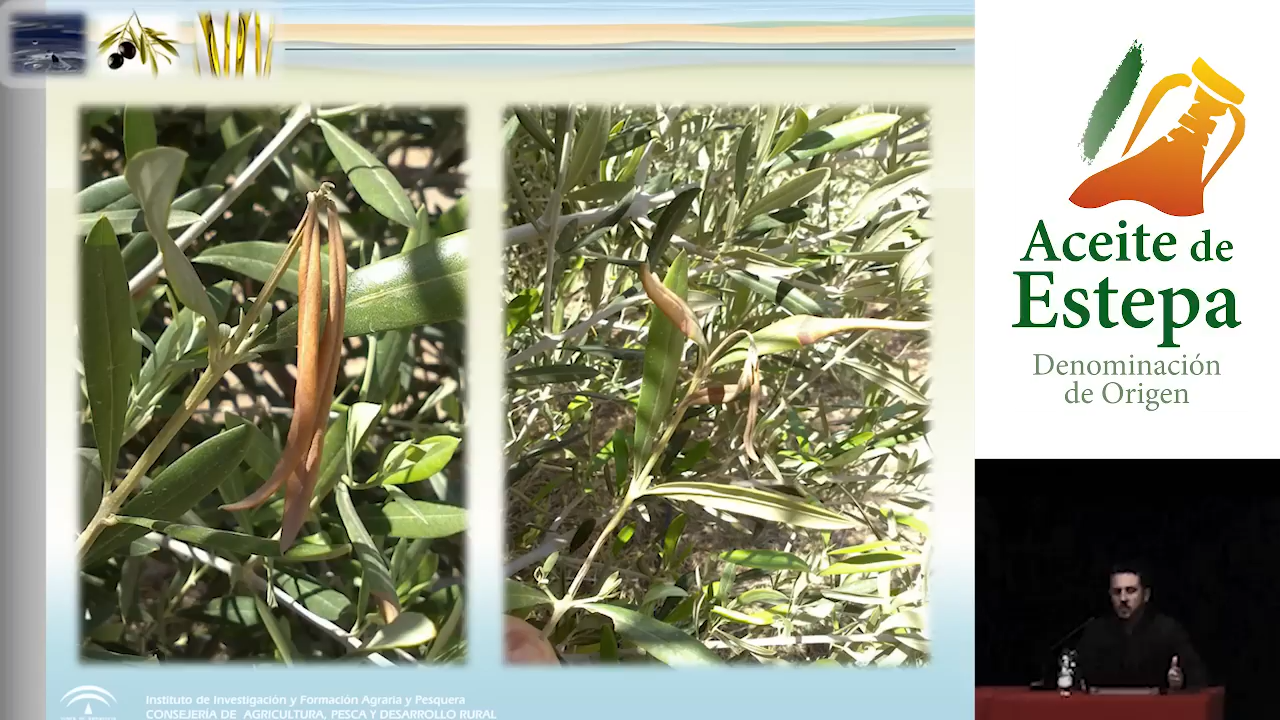 Aceite de
Estepa
Denominación
de Origen
Instituto de Investigación y Formación Agraria y Pesquera
CONSEJERÍA DE AGRICULTURA, PESCA Y DESARROLLO RURAL